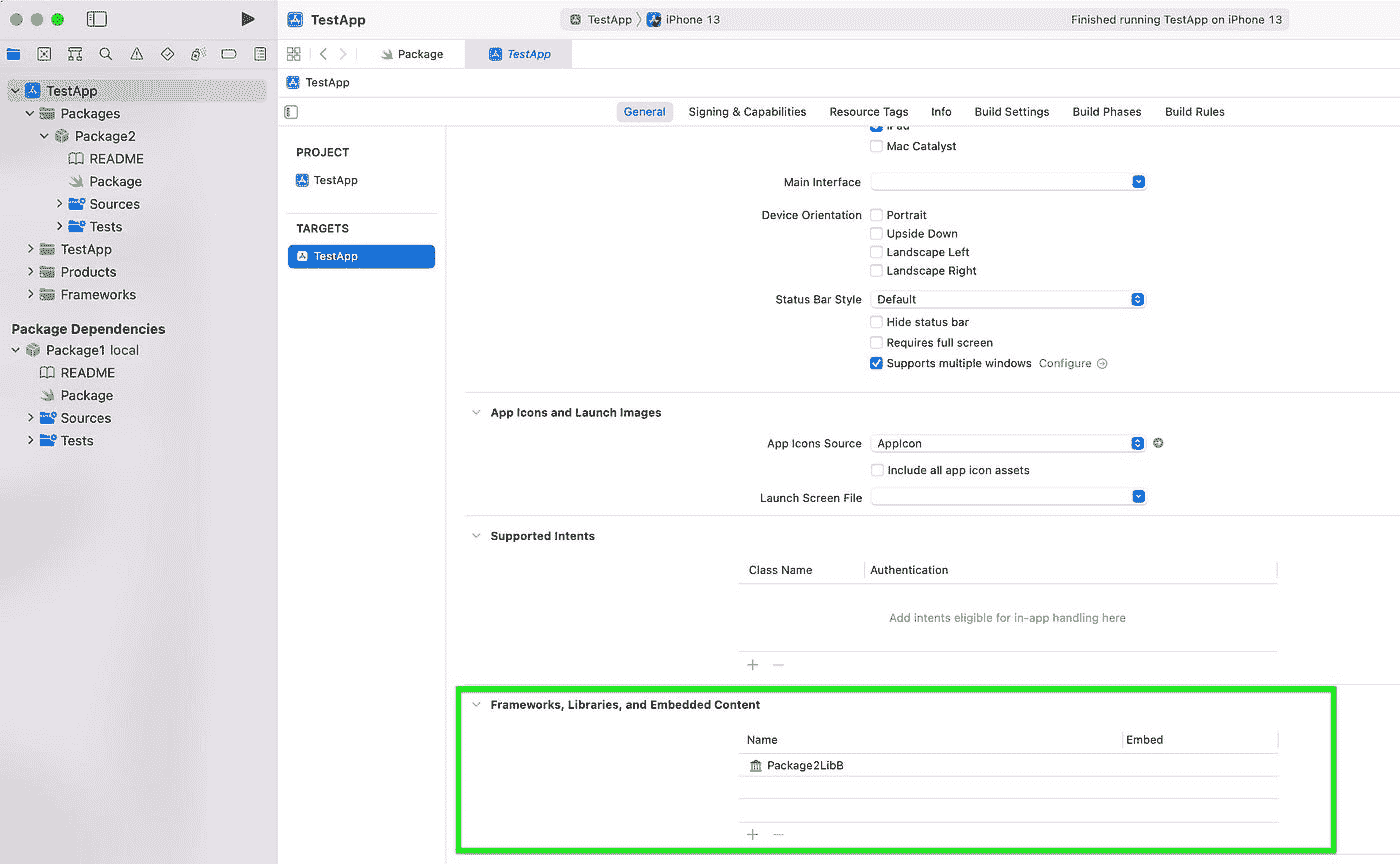 TestApp
TestApp
iPhone 13
Finished running TestApp on iPhone 13
Package
TestApp
TestApp
General
Signing & Capabilities
Resource Tags
Info
Build Settings
Build Phases
Build Rules
TestApp
Packages
Package2
README
Package
Sources
Tests
TestApp
Products
Frameworks
Package Dependencies
Package1 local
README
Package
Sources
Tests
PROJECT
TestApp
TARGETS
TestApp
iPad
Mac Catalyst
Main Interface
Device Orientation
Portrait
Upside Down
Landscape Left
Landscape Right
Status Bar Style
Default
Hide status bar
Requires full screen
Supports multiple windows
Configure
App Icons and Launch Images
App Icons Source
AppIcon
Include all app icon assets
Launch Screen File
Supported Intents
Class Name
Authentication
Add intents eligible for in-app handling here
Frameworks, Libraries, and Embedded Content
Name
Embed
Package2LibB